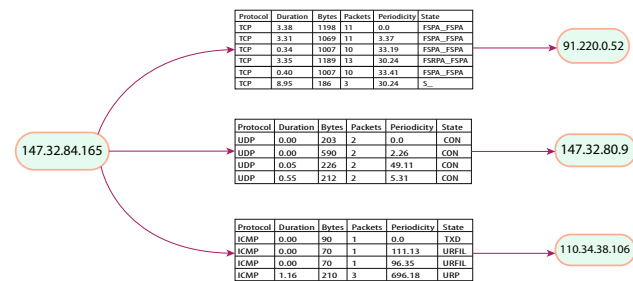 Protocol Duration Bytes Packets Periodicity State
TCP 3.38 1198 11 0.0 FSPA_FSPA
TCP 3.31 1069 11 3.37 FSPA_FSPA
TCP 0.34 1007 10 33.19 FSPA_FSPA
TCP 3.35 1189 13 30.24 FSRPA_FSPA
TCP 0.40 1007 10 33.41 FSPA_FSPA
TCP 8.95 186 3 30.24 S_
91.220.0.52
147.32.84.165
Protocol Duration Bytes Packets Periodicity State
UDP 0.00 203 2 0.0 CON
UDP 0.00 590 2 2.26 CON
UDP 0.05 226 2 49.11 CON
UDP 0.55 212 2 5.31 CON
147.32.80.9
Protocol Duration Bytes Packets Periodicity State
ICMP 0.00 90 1 0.0 TXD
ICMP 0.00 70 1 111.13 URFIL
ICMP 0.00 70 1 96.35 URFIL
ICMP 1.16 210 3 696.18 URP
110.34.38.106